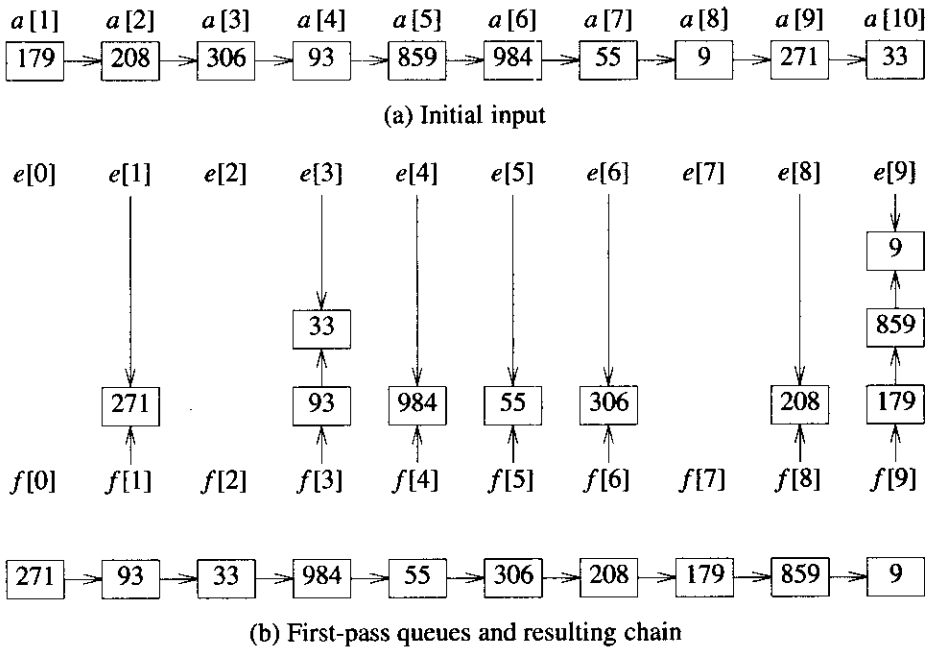 a[1] a[2] a[3] a[4] a[5] a[6] a[7] a[8] a[9] a[10]
179 208 306 93 859 984 55 9 271 33
(a) Initial input
e[0] e[1] e[2] e[3] e[4] e[5] e[6] e[7] e[8] e[9]
9
33 859
271 93 984 55 306 208 179
f[0] f[1] f[2] f[3] f[4] f[5] f[6] f[7] f[8] f[9]
271 93 33 984 55 306 208 179 859 9
(b) First-pass queues and resulting chain